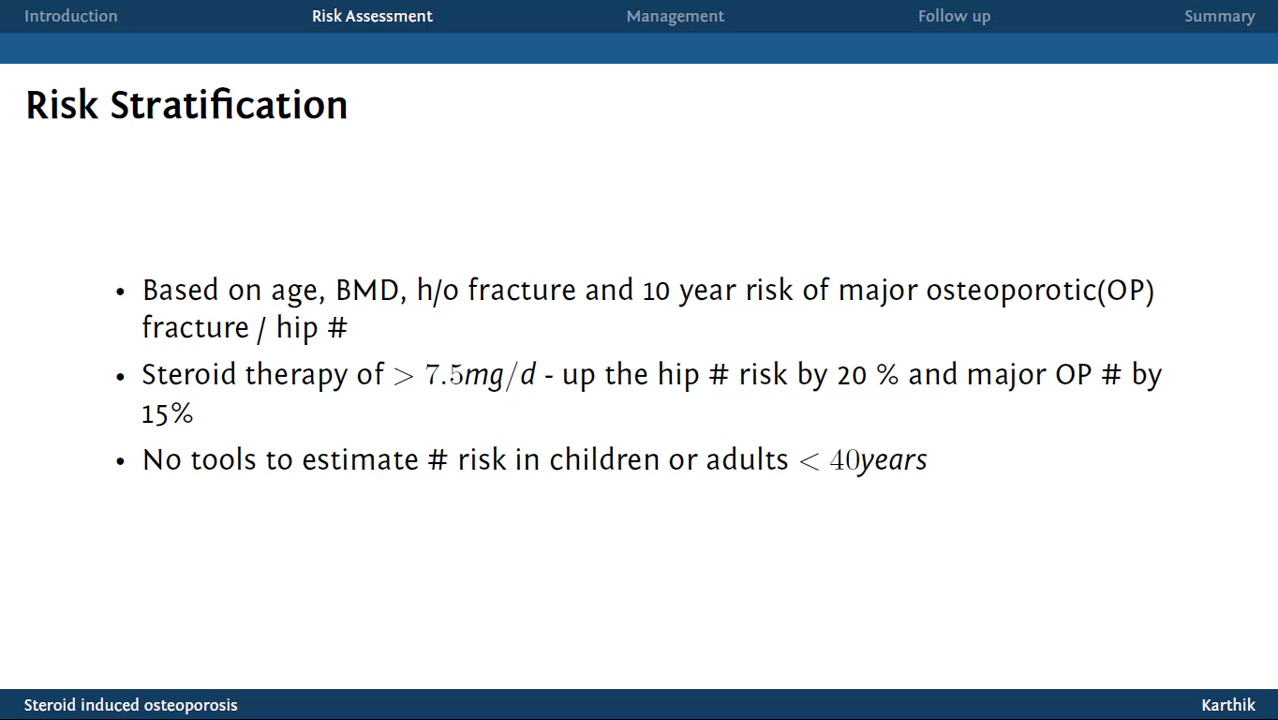 Introduction Risk Assessment Management Follow up Summary
Risk Stratification
• Based on age, BMD, h/o fracture and 10 year risk of major osteoporotic(OP)
fracture / hip #
• Steroid therapy of > 7.5mg/d - up the hip # risk by 20 % and major OP # by
15%
• No tools to estimate # risk in children or adults < 40years
Steroid induced osteoporosis Karthik